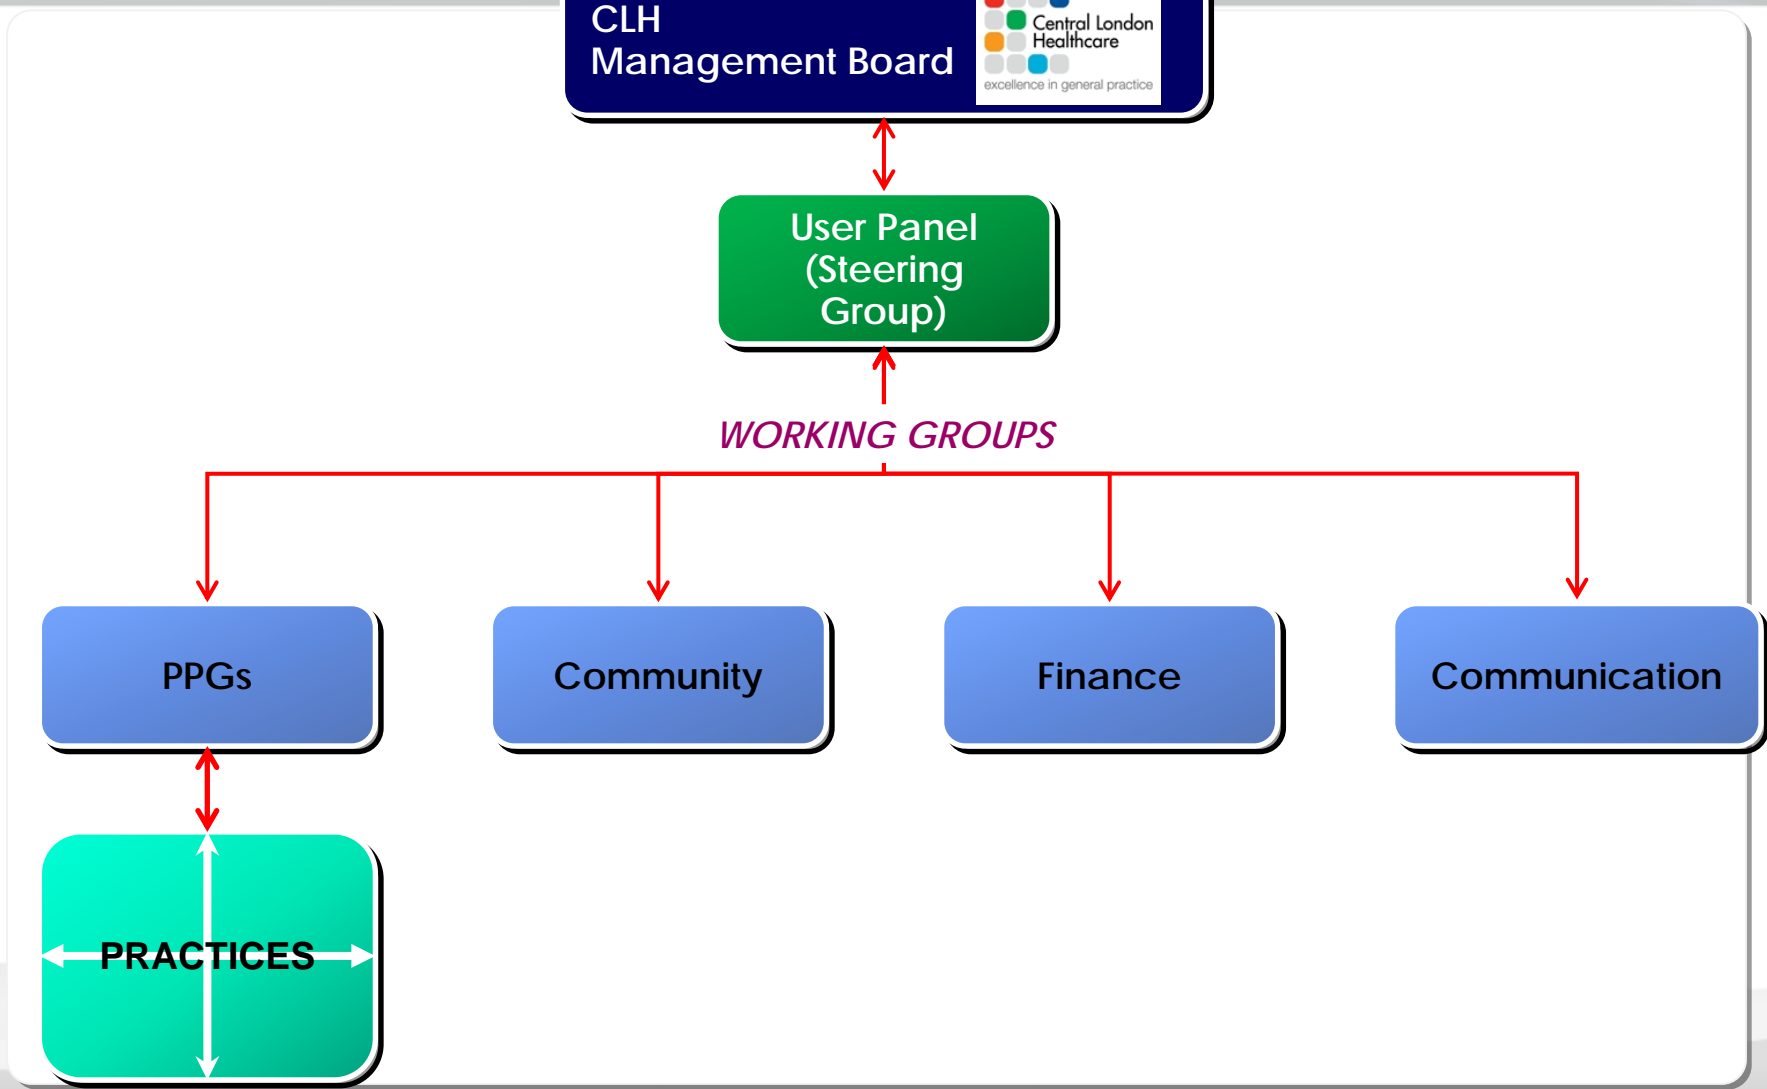 CLH
Management Board
Central London
Healthcare
excellence in general practice
User Panel
(Steering
Group)
WORKING GROUPS
PPGs
Community
Finance
Communication
PRACTICES